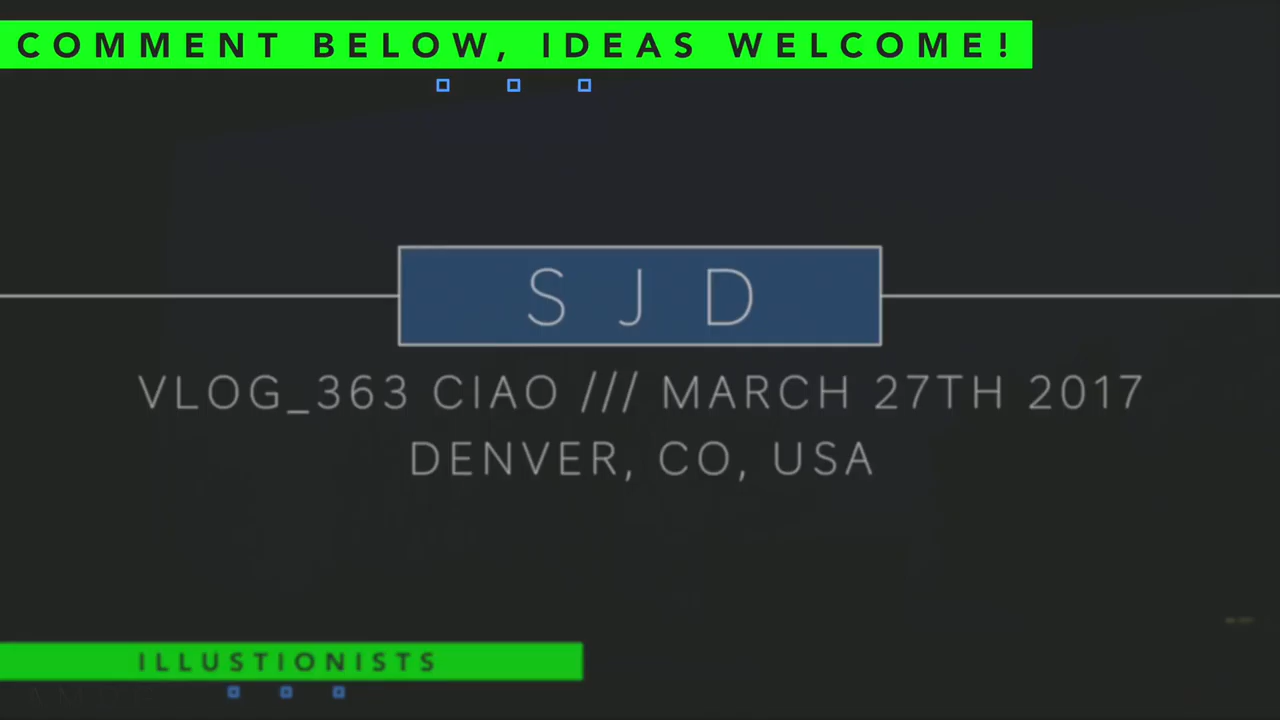 COMMENT BELOW, IDEAS WELCOME!
SJD
VLOG_363 CIAO /// MARCH 27TH 2017
DENVER, CO, USA
ILLUSTIONISTS